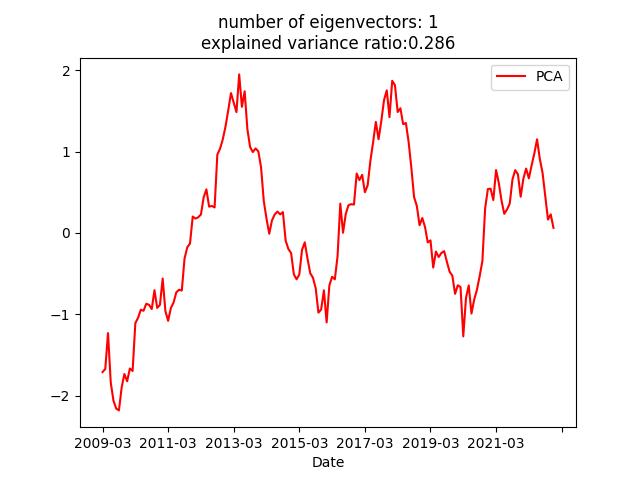 number of eigenvectors: 1
explained variance ratio:0.286
PCA
2
1
0
−1
−2
2009-03 2011-03 2013-03 2015-03 2017-03 2019-03 2021-03
Date